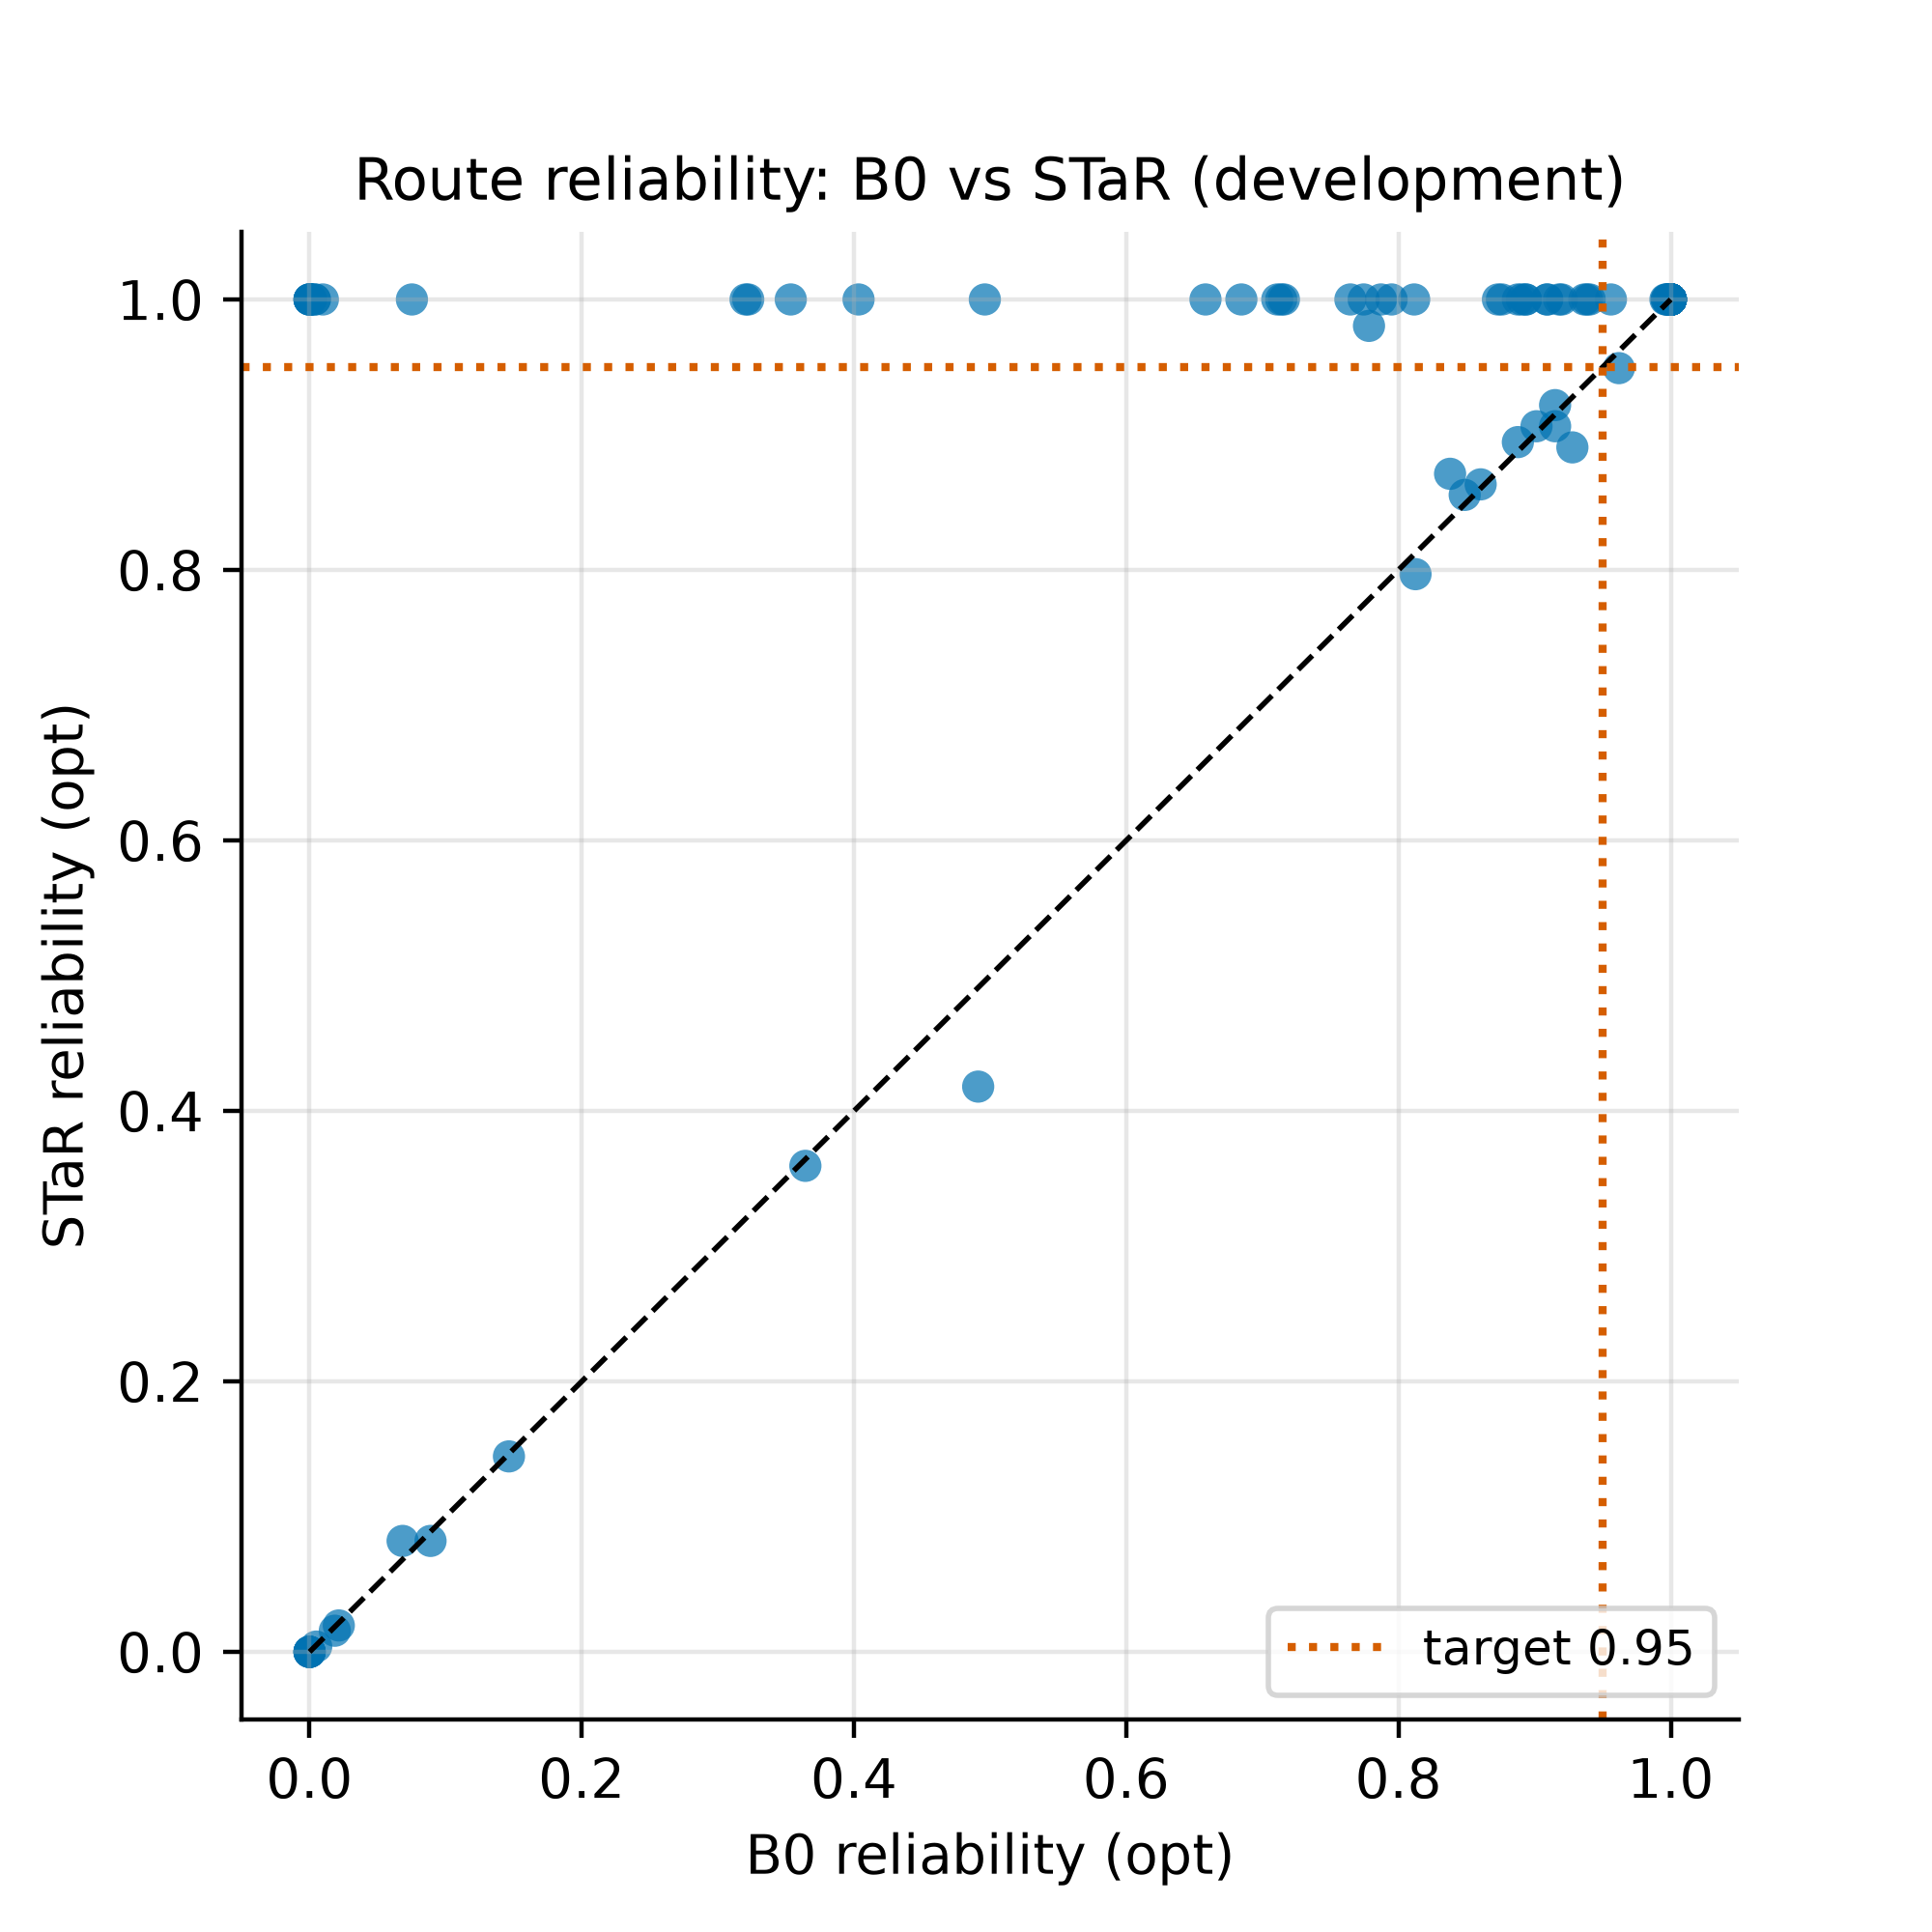 Route reliability: B0 vs STaR (development)
STaR reliability (opt)
1.0
0.8
0.6
0.4
0.2
0.0
target 0.95
0.0 0.2 0.4 0.6 0.8 1.0
B0 reliability (opt)